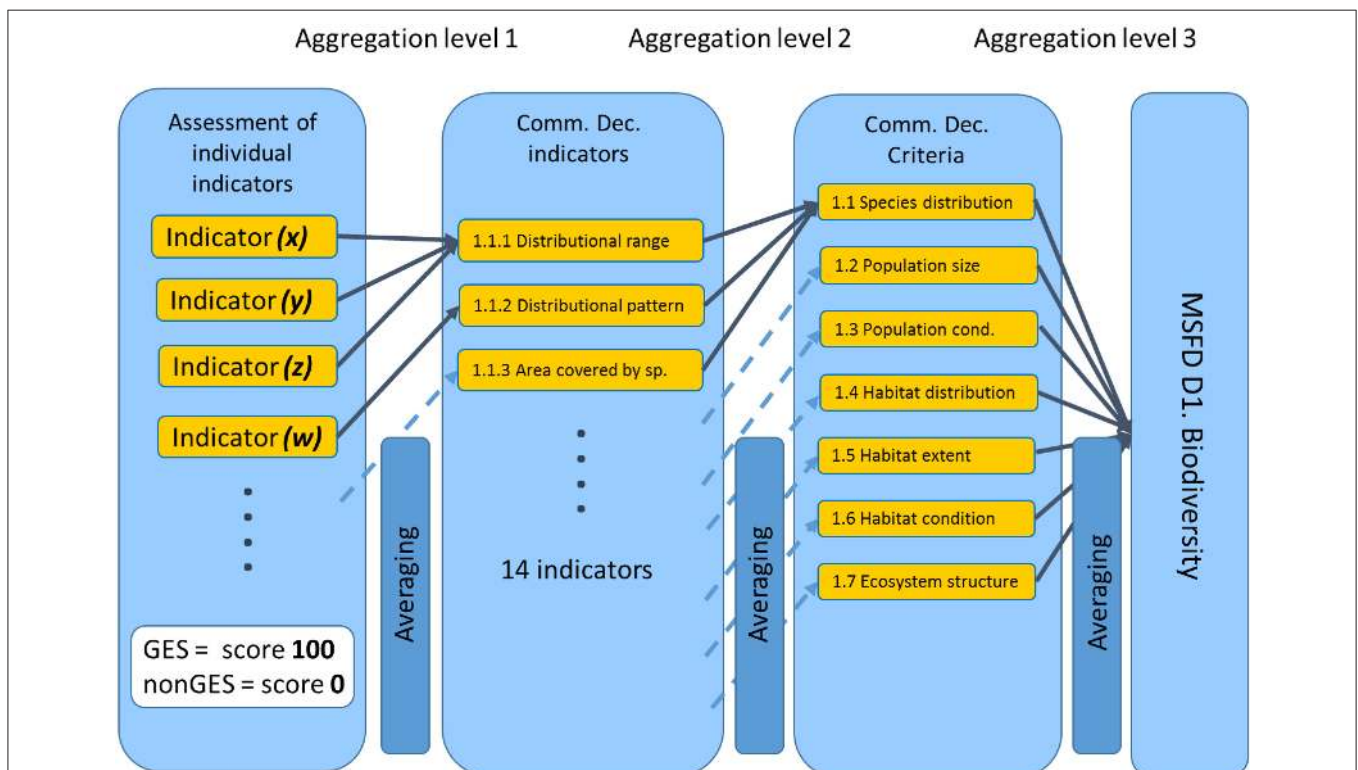 Aggregation level 1
Aggregation level 2
Aggregation level 3
Assessment of
individual
indicators
Indicator (x)
Indicator (y)
Indicator (z)
Indicator (w)
GES = score 100
nonGES = score 0
Averaging
Comm. Dec.
indicators
1.1.1 Distributional range
1.1.2 Distributional pattern
1.1.3 Area covered by sp.
14 indicators
Averaging
Comm. Dec.
Criteria
1.1 Species distribution
1.2 Population size
1.3 Population cond.
1.4 Habitat distribution
1.5 Habitat extent
1.6 Habitat condition
1.7 Ecosystem structure
Averaging
MSFD D1. Biodiversity